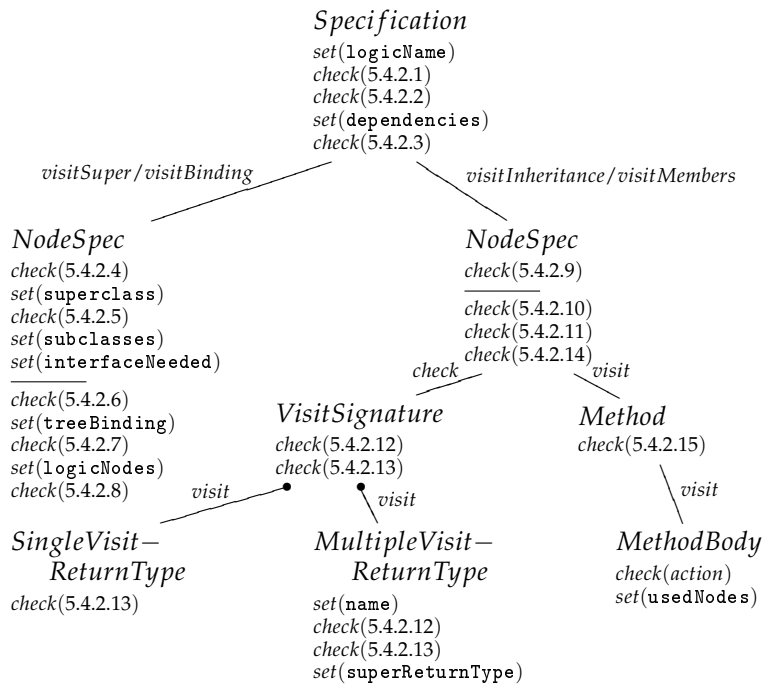 Specification
set(logicName)
check(5.4.2.1)
check(5.4.2.2)
set(dependencies)
check(5.4.2.3)
visitSuper/visitBinding
visitInheritance/visitMembers
NodeSpec
check(5.4.2.4)
set(superclass)
check(5.4.2.5)
set(subclasses)
set(interfaceNeeded)
check(5.4.2.6)
set(treeBinding)
check(5.4.2.7)
set(logicNodes)
check(5.4.2.8)
NodeSpec
check(5.4.2.9)
check(5.4.2.10)
check(5.4.2.11)
check(5.4.2.14)
check
visit
VisitSignature
check(5.4.2.12)
check(5.4.2.13)
Method
check(5.4.2.15)
visit
visit
visit
SingleVisit−
ReturnType
check(5.4.2.13)
MultipleVisit−
ReturnType
set(name)
check(5.4.2.12)
check(5.4.2.13)
set(superReturnType)
MethodBody
check(action)
set(usedNodes)